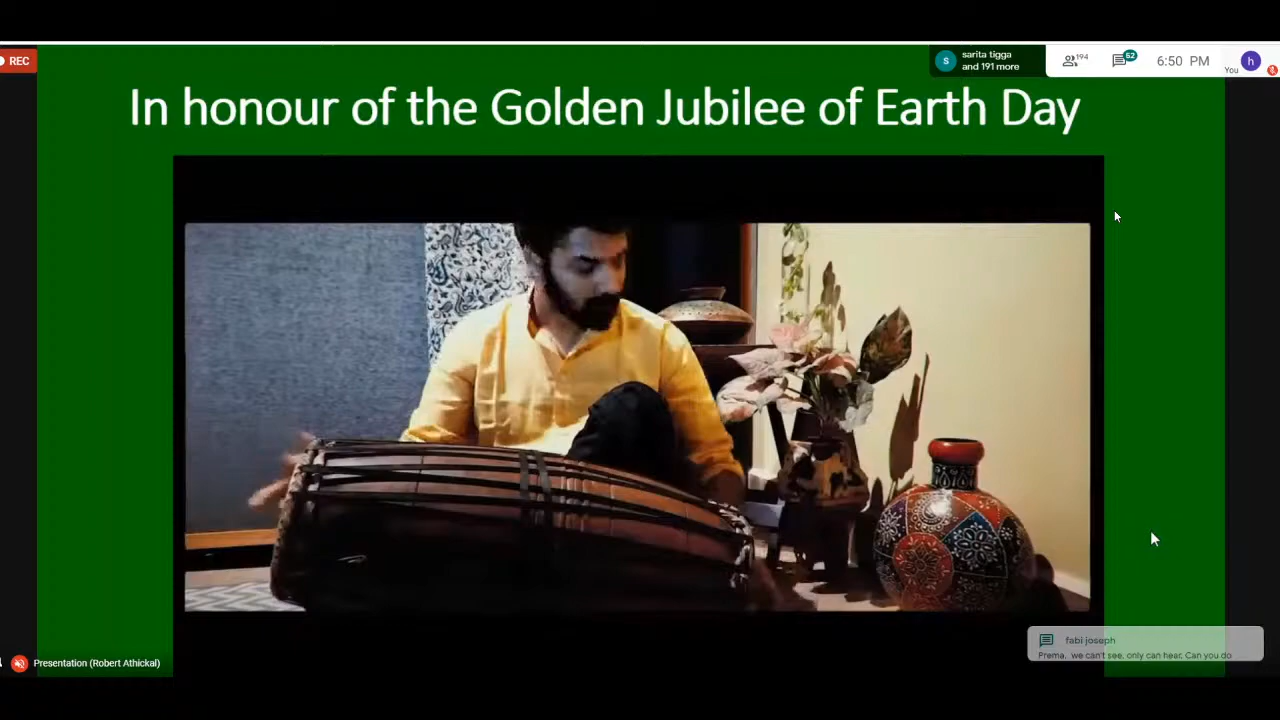 REC
sarita tigga
and 191 more
S
194
52
6:50 PM
You
h
In honour of the Golden Jubilee of Earth Day
fabi joseph
Prema, we can't see, only can hear. Can you do
Presentation (Robert Athickal)